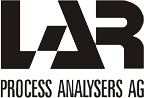 LAR
PROCESS ANALYSERS AG